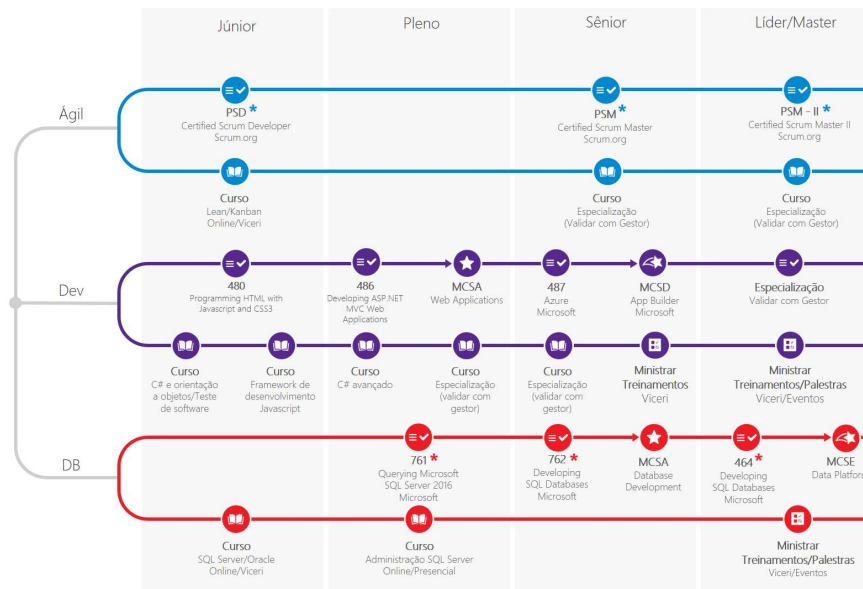 Júnior
Pleno
Sênior
Líder/Master
Ágil
PSD *
Certified Scrum Developer
Scrum.org
PSM *
Certified Scrum Master
Scrum.org
PSM - II *
Certified Scrum Master II
Scrum.org
Curso
Lean/Kanban
Online/Viceri
Curso
Especialização
(Validar com Gestor)
Curso
Especialização
(Validar com Gestor)
Dev
480
Programming HTML with
Javascript and CSS3
486
Developing ASP.NET
MVC Web
Applications
MCSA
Web Applications
487
Azure
Microsoft
MCSD
App Builder
Microsoft
Especialização
Validar com Gestor
Curso
C# e orientação
a objetos/Teste
de software
Curso
Framework de
desenvolvimento
Javascript
Curso
C# avançado
Curso
Especialização
(validar com
gestor)
Curso
Especialização
(validar com
gestor)
Ministrar
Treinamentos
Viceri
Ministrar
Treinamentos/Palestras
Viceri/Eventos
DB
761 *
Querying Microsoft
SQL Server 2016
Microsoft
762 *
Developing
SQL Databases
Microsoft
MCSA
Database
Development
464 *
Developing
SQL Databases
Microsoft
MCSE
Data Platform
Curso
SQL Server/Oracle
Online/Viceri
Curso
Administração SQL Server
Online/Presencial
Ministrar
Treinamentos/Palestras
Viceri/Eventos